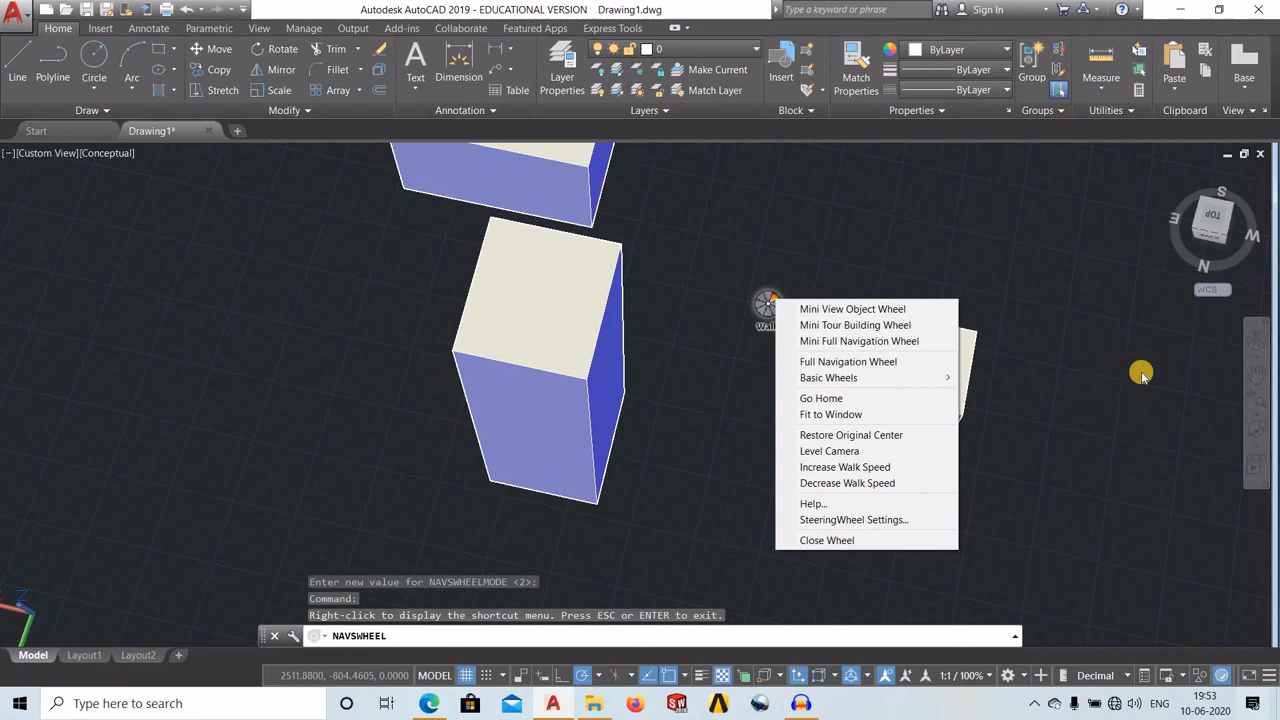 Autodesk AutoCAD 2019 - EDUCATIONAL VERSION Drawing1.dwg
Type a keyword or phrase
Sign In
Home Insert Annotate Parametric View Manage Output Add-ins Collaborate Featured Apps Express Tools
Line
Polyline
Circle
Arc
Move
Copy
Stretch
Rotate
Mirror
Scale
Trim
Fillet
Array
Text
Dimension
Table
Layer
Properties
0
Make Current
Match Layer
Insert
Match
Properties
ByLayer
ByLayer
ByLayer
Group
Measure
Paste
Base
Draw Modify Annotation Layers Block Properties Groups Utilities Clipboard View
Start Drawing1*
[−][Custom View][Conceptual]
S
E
TOP
W
N
WCS
Mini View Object Wheel
Mini Tour Building Wheel
Mini Full Navigation Wheel
Full Navigation Wheel
Basic Wheels
Go Home
Fit to Window
Restore Original Center
Level Camera
Increase Walk Speed
Decrease Walk Speed
Help...
SteeringWheel Settings...
Close Wheel
Z
Enter new value for NAVSWHEELMODE <2>:
Command:
Right-click to display the shortcut menu. Press ESC or ENTER to exit.
NAVSWHEEL
Model Layout1 Layout2
2511.8800, -804.4605, 0.0000 MODEL 1:1 / 100% Decimal
Type here to search
ENG
19:53
10-06-2020